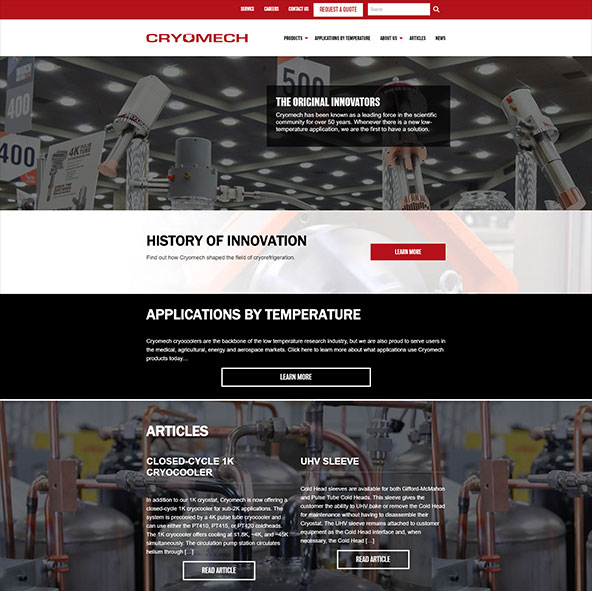 SERVICE CAREERS CONTACT US REQUEST A QUOTE Search
CRYOMECH PRODUCTS APPLICATIONS BY TEMPERATURE ABOUT US ARTICLES NEWS
500
400
400
4K
THE ORIGINAL INNOVATORS
Cryomech has been known as a leading force in the scientific
community for over 50 years. Whenever there is a new low-
temperature application, we are the first to have a solution.
HISTORY OF INNOVATION
Find out how Cryomech shaped the field of cryorefrigeration.
LEARN MORE
APPLICATIONS BY TEMPERATURE
Cryomech cryocoolers are the backbone of the low temperature research industry, but we are also proud to serve users in
the medical, agricultural, energy and aerospace markets. Click here to learn more about what applications use Cryomech
products today...
LEARN MORE
ARTICLES
CLOSED-CYCLE 1K
CRYOCOOLER
In addition to our 1K cryostat, Cryomech is now offering a
closed-cycle 1K cryocooler for sub-2K applications. The
system is precooled by a 4K pulse tube cryocooler and
can use either the PT410, PT415, or PT420 coldheads.
The 1K cryocooler offers cooling at ≤1.8K, ~4K, and ~45K
simultaneously. The circulation pump station circulates
helium through […]
READ ARTICLE
UHV SLEEVE
Cold Head sleeves are available for both Gifford-McMahon
and Pulse Tube Cold Heads. This sleeve gives the
customer the ability to UHV bake or remove the Cold Head
for maintenance without having to disassemble their
Cryostat. The UHV sleeve remains attached to customer
equipment as the Cold Head interface and, when
necessary, the Cold Head […]
READ ARTICLE